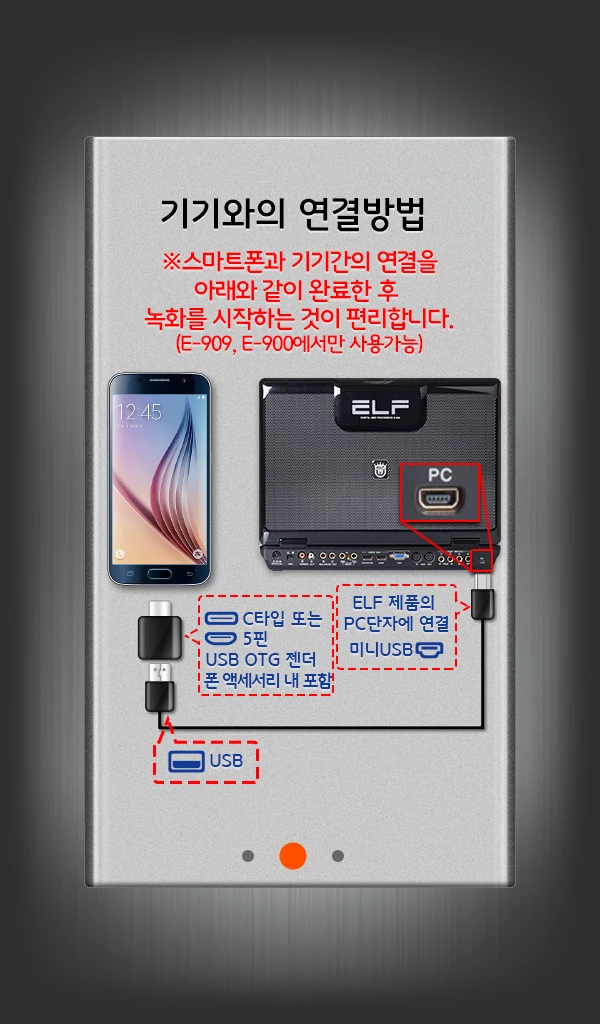 기기와의 연결방법
※스마트폰과 기기간의 연결을
아래와 같이 완료한 후
녹화를 시작하는 것이 편리합니다.
(E-909, E-900에서만 사용가능)
12:45
ELF
PC
C타입 또는
5핀
USB OTG 젠더
폰 액세서리 내 포함
ELF 제품의
PC단자에 연결
미니USB
USB